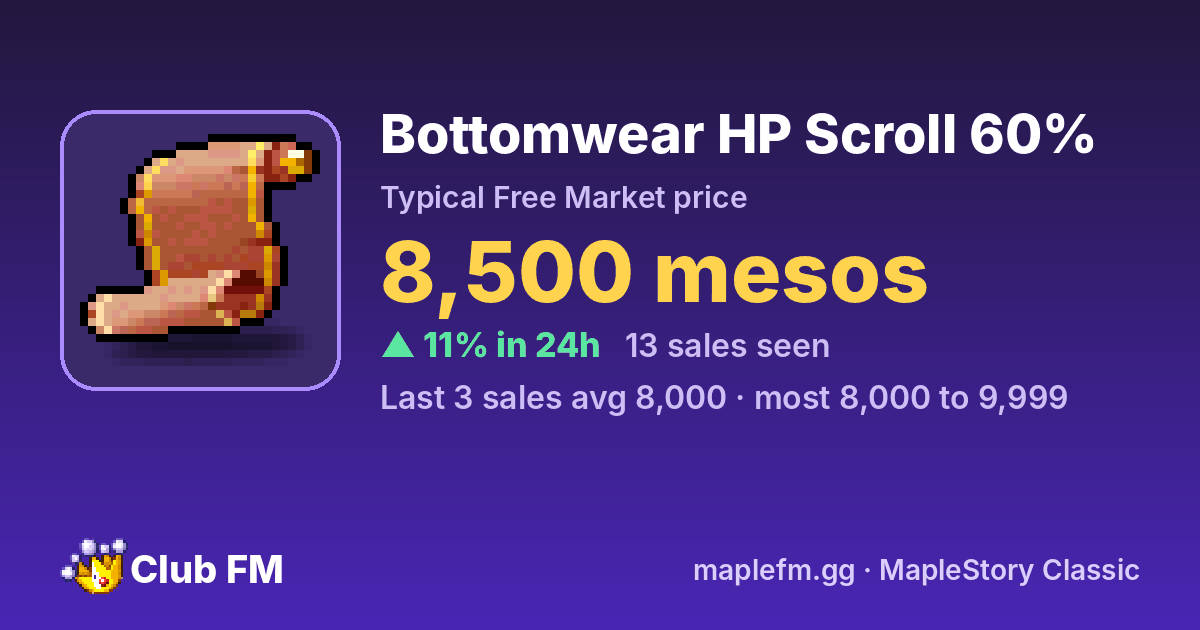 Bottomwear HP Scroll 60%
Typical Free Market price
8,500 mesos
▲ 11% in 24h 13 sales seen
Last 3 sales avg 8,000 · most 8,000 to 9,999
Club FM
maplefm.gg · MapleStory Classic